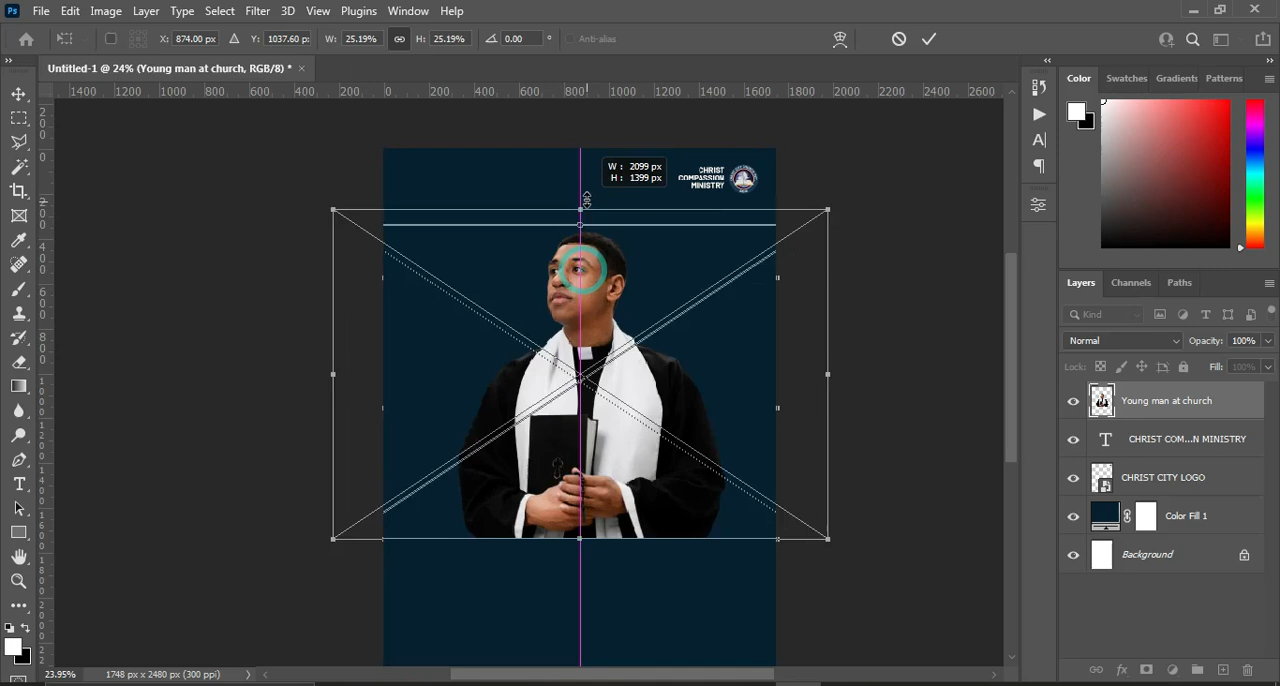 Ps File Edit Image Layer Type Select Filter 3D View Plugins Window Help
X: 874.00 px Y: 1037.60 px W: 25.19% H: 25.19% 0.00 ° Anti-alias
Untitled-1 @ 24% (Young man at church, RGB/8) * ×
1400 1200 1000 800 600 400 200 0 200 400 600 800 1000 1200 1400 1600 1800 2000 2200 2400 2600
W : 2099 px
H : 1399 px
CHRIST
COMPASSION
MINISTRY
Color Swatches Gradients Patterns
Layers Channels Paths
Kind
Normal Opacity: 100%
Lock: Fill: 100%
Young man at church
T CHRIST COM...N MINISTRY
CHRIST CITY LOGO
Color Fill 1
Background
23.95% 1748 px x 2480 px (300 ppi)